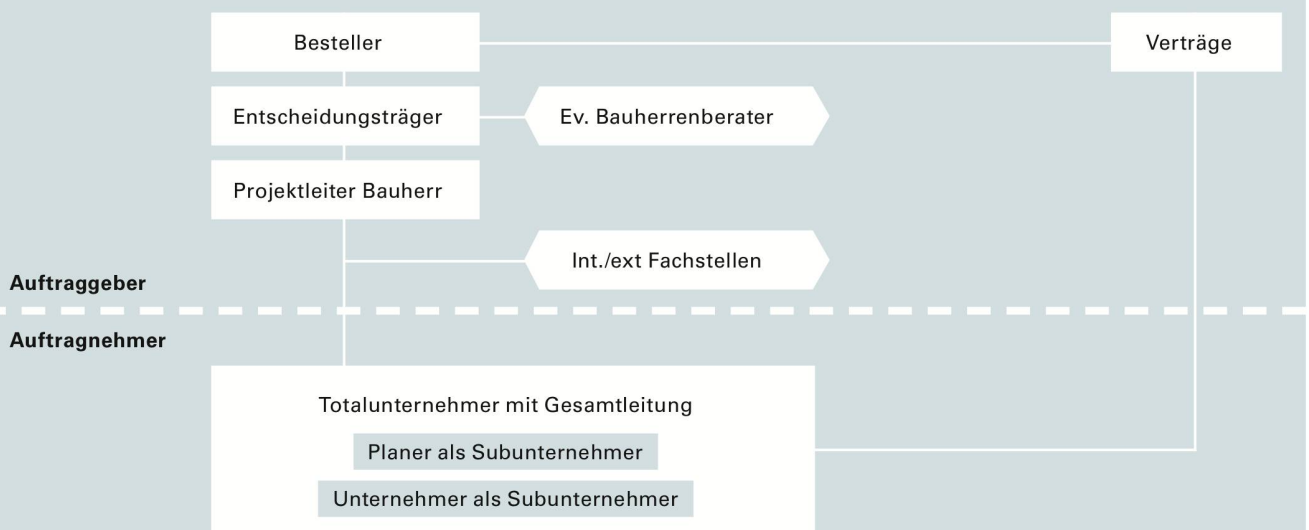 Besteller
Verträge
Entscheidungsträger
Ev. Bauherrenberater
Projektleiter Bauherr
Int./ext Fachstellen
Auftraggeber
Auftragnehmer
Totalunternehmer mit Gesamtleitung
Planer als Subunternehmer
Unternehmer als Subunternehmer